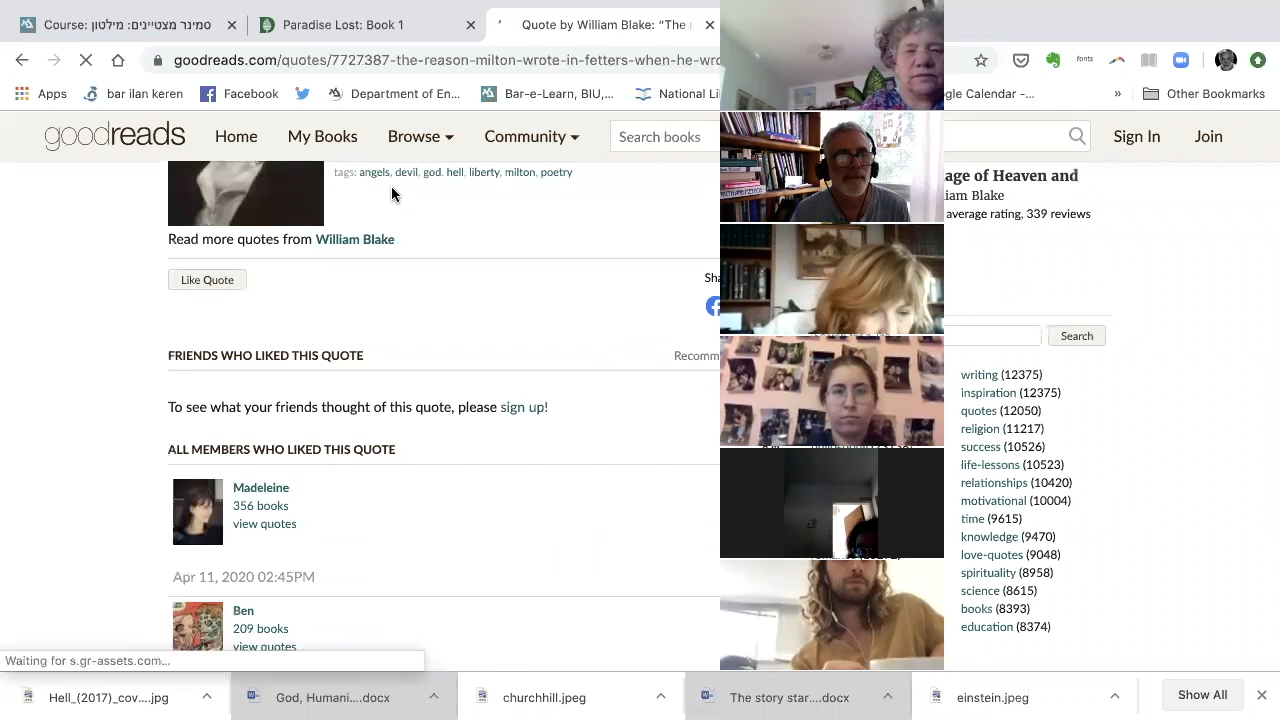 Course: סמינר מצטיינים: מילטון
Paradise Lost: Book 1
Quote by William Blake: “The
goodreads.com/quotes/7727387-the-reason-milton-wrote-in-fetters-when-he-wro
fonts
Apps
bar ilan keren
Facebook
Department of En...
Bar-e-Learn, BIU,...
National Li
gle Calendar –...
»
Other Bookmarks
goodreads
Home
My Books
Browse
Community
Search books
Sign In
Join
tags: angels, devil, god, hell, liberty, milton, poetry
age of Heaven and
iam Blake
average rating, 339 reviews
Read more quotes from William Blake
Like Quote
Sha
Search
FRIENDS WHO LIKED THIS QUOTE
Recomm
To see what your friends thought of this quote, please sign up!
ALL MEMBERS WHO LIKED THIS QUOTE
Madeleine
356 books
view quotes
Apr 11, 2020 02:45PM
Ben
209 books
view quotes
writing (12375)
inspiration (12375)
quotes (12050)
religion (11217)
success (10526)
life-lessons (10523)
relationships (10420)
motivational (10004)
time (9615)
knowledge (9470)
love-quotes (9048)
spirituality (8958)
science (8615)
books (8393)
education (8374)
Waiting for s.gr-assets.com...
Hell_(2017)_cov....jpg
God, Humani....docx
churchhill.jpeg
The story star....docx
einstein.jpeg
Show All